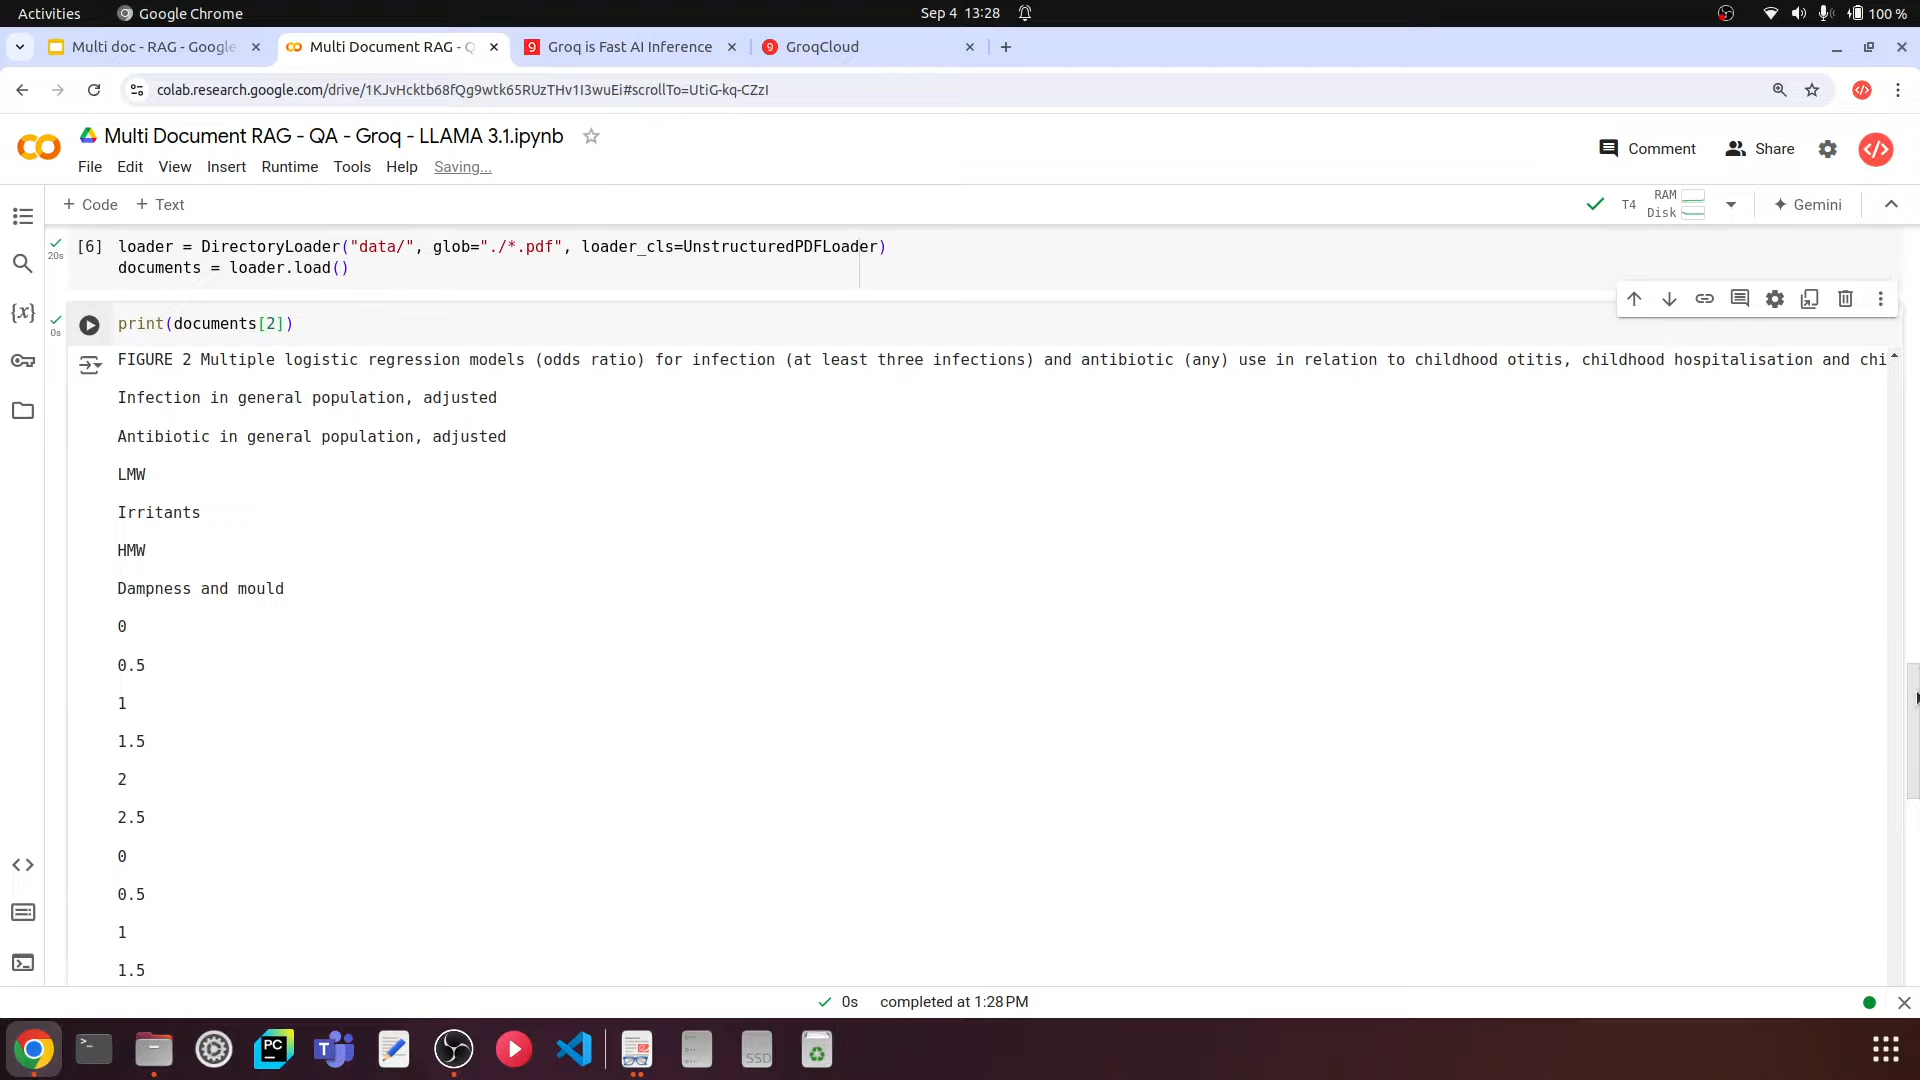 Activities
Google Chrome
Sep 4 13:28
100 %
Multi doc - RAG - Google
Multi Document RAG - Q
Groq is Fast AI Inference
GroqCloud
colab.research.google.com/drive/1KJvHcktb68fQg9wtk65RUzTHv1I3wuEi#scrollTo=UtiG-kq-CZzI
Multi Document RAG - QA - Groq - LLAMA 3.1.ipynb
Comment
Share
File Edit View Insert Runtime Tools Help Saving...
+ Code + Text
T4
RAM
Disk
Gemini
[6] loader = DirectoryLoader("data/", glob="./*.pdf", loader_cls=UnstructuredPDFLoader)
20s
documents = loader.load()
print(documents[2])
0s
FIGURE 2 Multiple logistic regression models (odds ratio) for infection (at least three infections) and antibiotic (any) use in relation to childhood otitis, childhood hospitalisation and chi
Infection in general population, adjusted
Antibiotic in general population, adjusted
LMW
Irritants
HMW
Dampness and mould
0
0.5
1
1.5
2
2.5
0
0.5
1
1.5
0s completed at 1:28 PM
PC
SSD